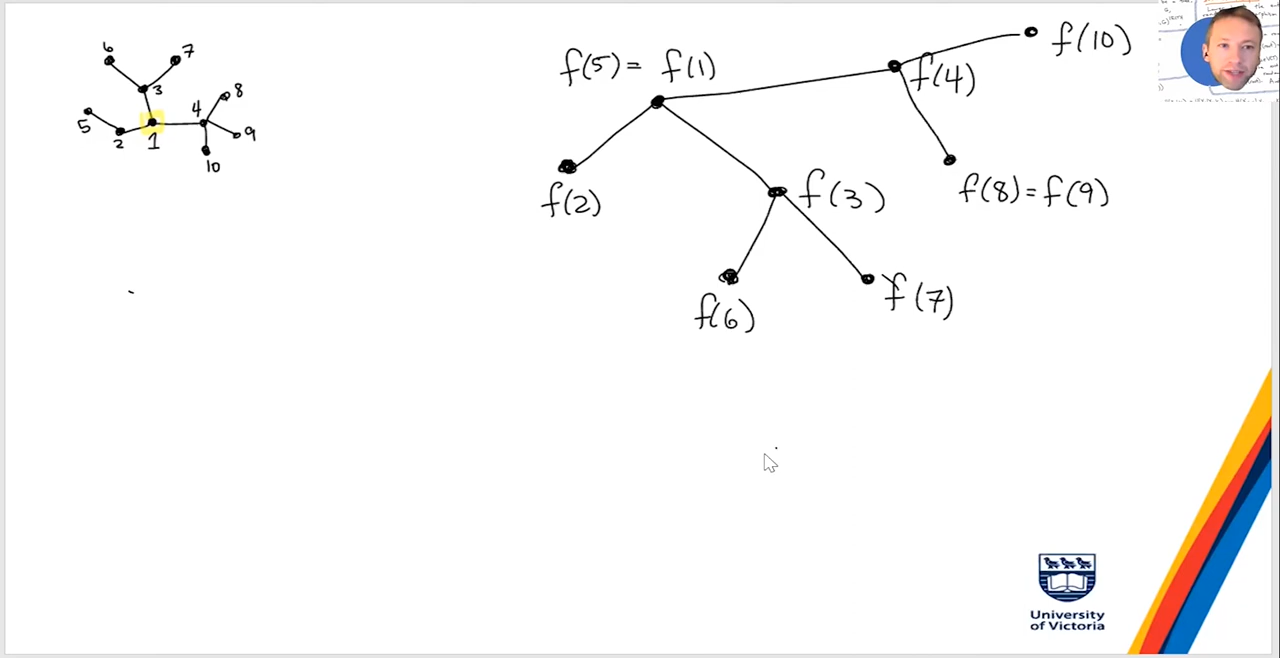 6
7
3
8
5
4
2
1
9
10
f(5) = f(1)
f(4)
f(10)
f(2)
f(3)
f(8)=f(9)
f(6)
f(7)
University
of Victoria